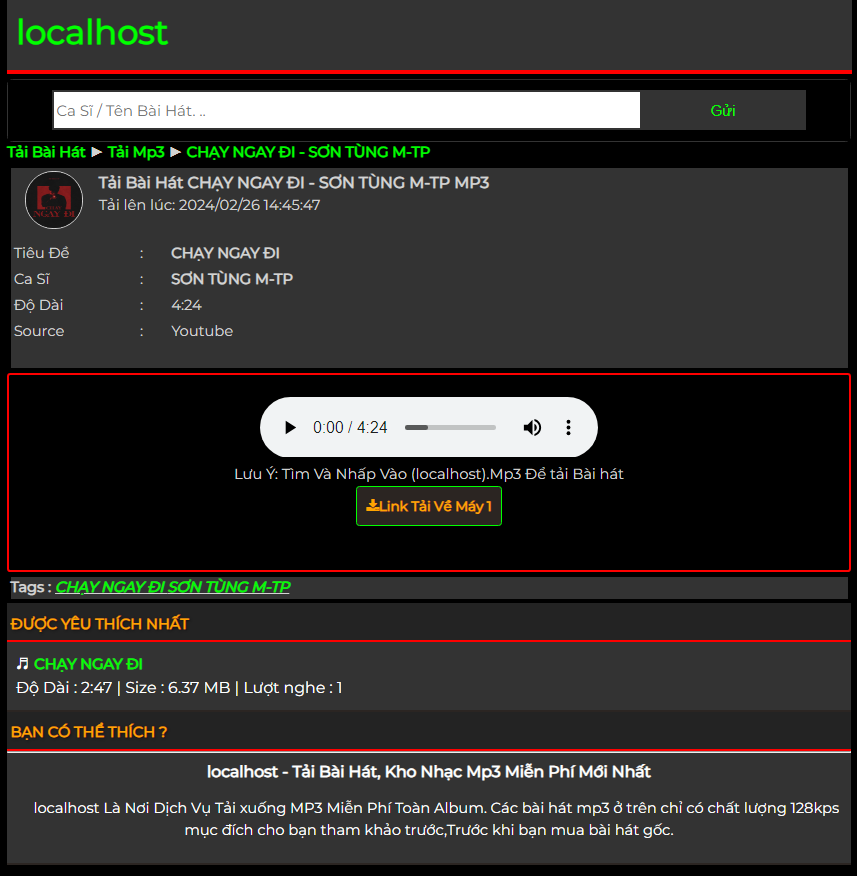 localhost
Ca Sĩ / Tên Bài Hát. ..
Gửi
Tải Bài Hát ► Tải Mp3 ► CHẠY NGAY ĐI - SƠN TÙNG M-TP
NGAY ĐI
Tải Bài Hát CHẠY NGAY ĐI - SƠN TÙNG M-TP MP3
Tải lên lúc: 2024/02/26 14:45:47
Tiêu Đề : CHẠY NGAY ĐI
Ca Sĩ : SƠN TÙNG M-TP
Độ Dài : 4:24
Source : Youtube
0:00 / 4:24
Lưu Ý: Tìm Và Nhấp Vào (localhost).Mp3 Để tải Bài hát
Link Tải Về Máy 1
Tags : CHẠY NGAY ĐI SƠN TÙNG M-TP
ĐƯỢC YÊU THÍCH NHẤT
♬ CHẠY NGAY ĐI
Độ Dài : 2:47 | Size : 6.37 MB | Lượt nghe : 1
BẠN CÓ THỂ THÍCH ?
localhost - Tải Bài Hát, Kho Nhạc Mp3 Miễn Phí Mới Nhất
localhost Là Nơi Dịch Vụ Tải xuống MP3 Miễn Phí Toàn Album. Các bài hát mp3 ở trên chỉ có chất lượng 128kps
mục đích cho bạn tham khảo trước,Trước khi bạn mua bài hát gốc.